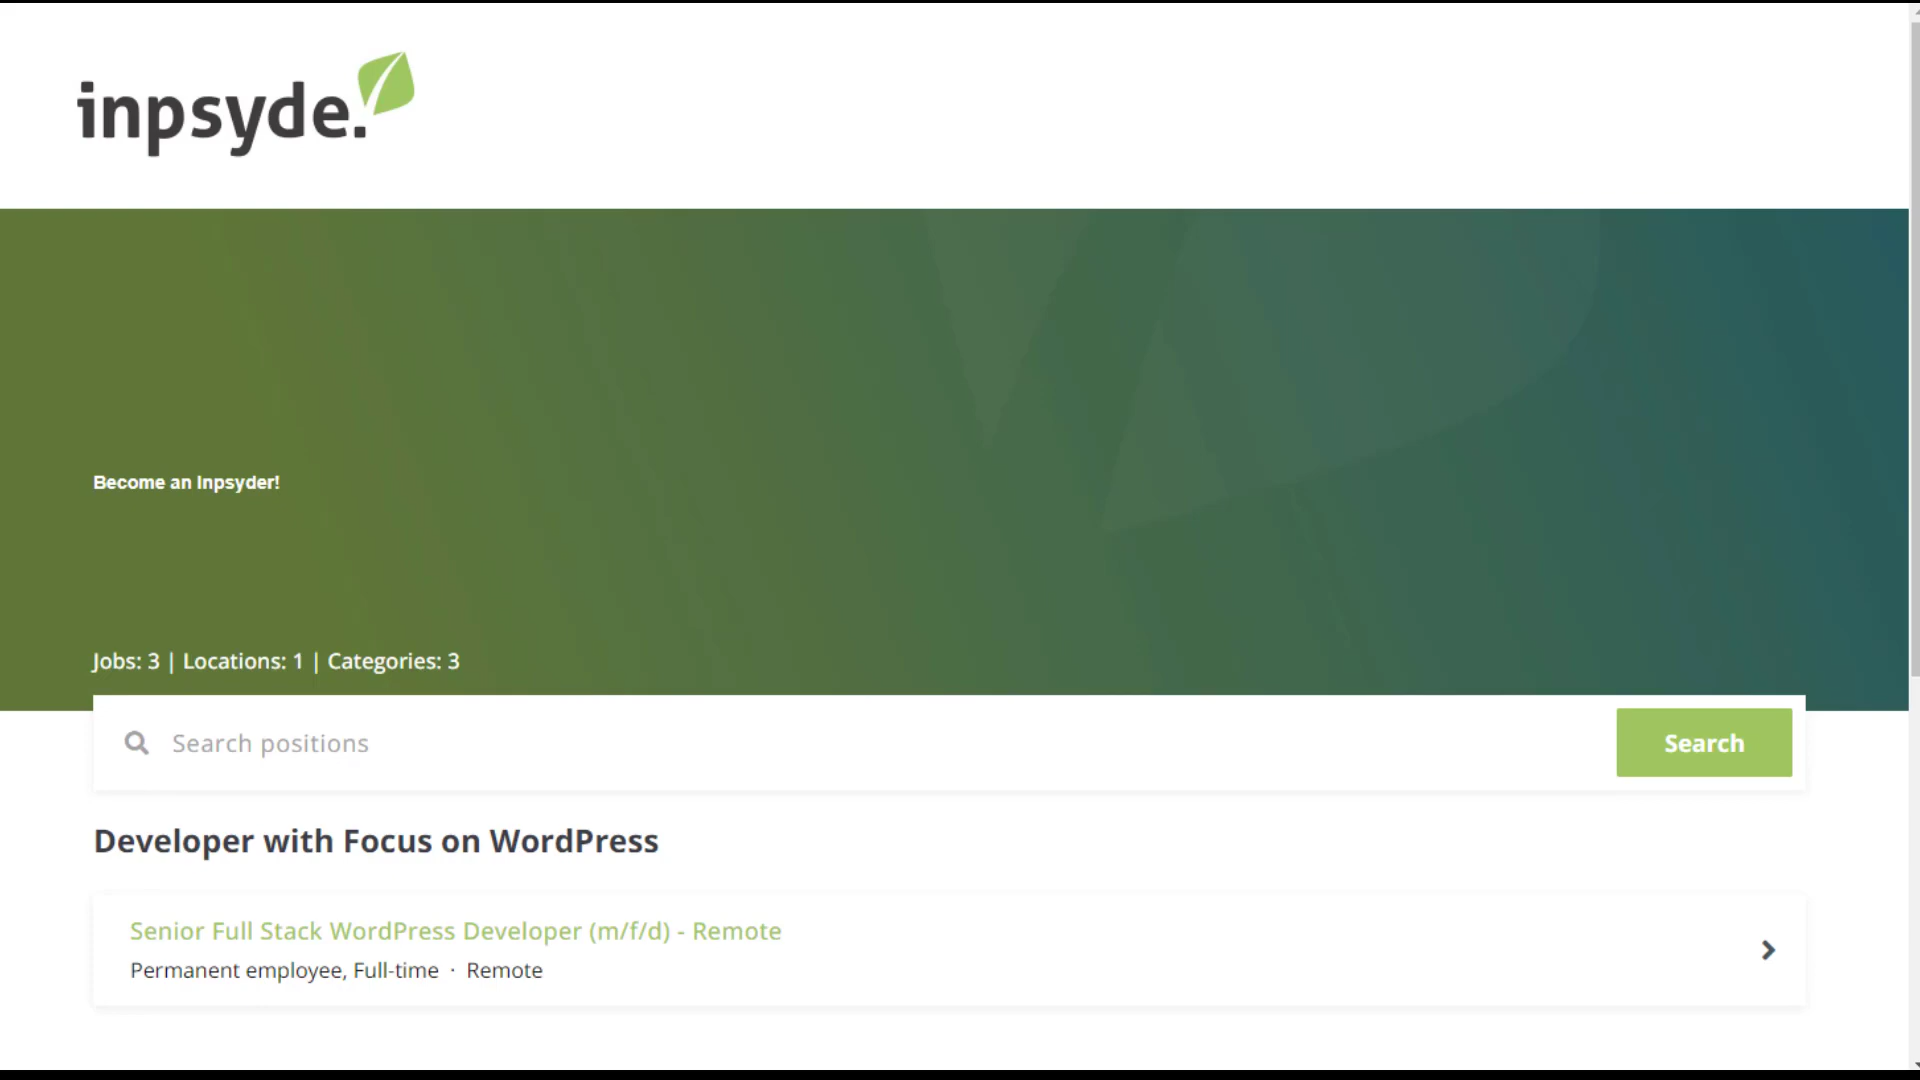 inpsyde.
Become an Inpsyder!
Jobs: 3 | Locations: 1 | Categories: 3
Search positions
Search
Developer with Focus on WordPress
Senior Full Stack WordPress Developer (m/f/d) - Remote
Permanent employee, Full-time · Remote